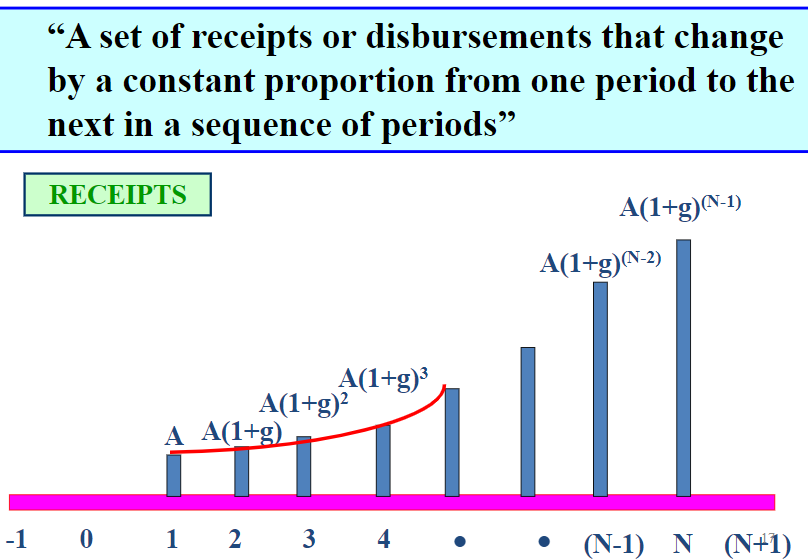 “A set of receipts or disbursements that change
by a constant proportion from one period to the
next in a sequence of periods”
RECEIPTS
A(1+g)⁽ᴺ⁻¹⁾
A(1+g)⁽ᴺ⁻²⁾
A(1+g)³
A(1+g)²
A A(1+g)
-1 0 1 2 3 4 • • (N-1) N (N+1)
17